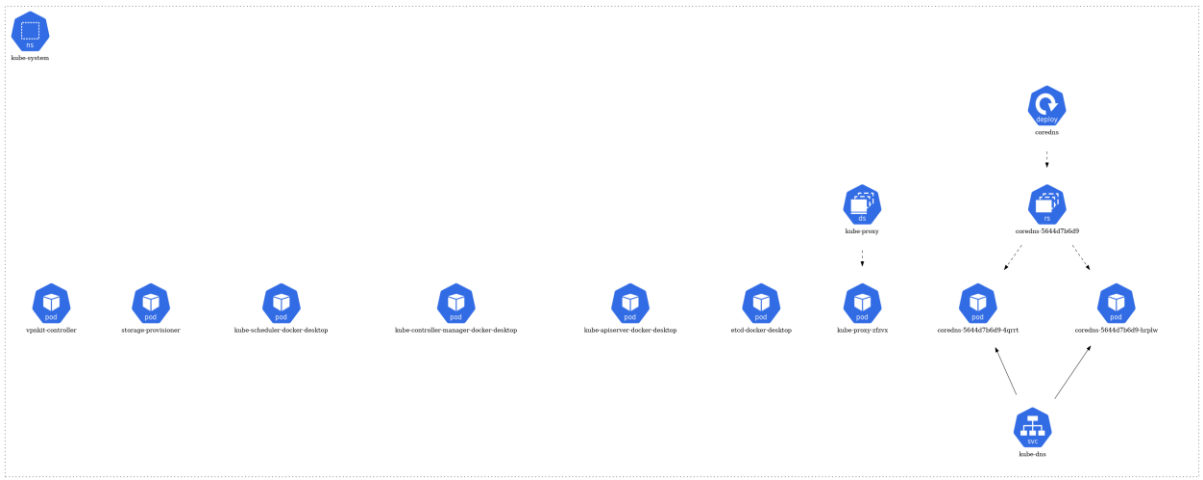 ns
kube-system
deploy
coredns
ds
kube-proxy
rs
coredns-5644d7b6d9
pod
vpnkit-controller
pod
storage-provisioner
pod
kube-scheduler-docker-desktop
pod
kube-controller-manager-docker-desktop
pod
kube-apiserver-docker-desktop
pod
etcd-docker-desktop
pod
kube-proxy-zfzvx
pod
coredns-5644d7b6d9-4qrrt
pod
coredns-5644d7b6d9-hrplw
svc
kube-dns